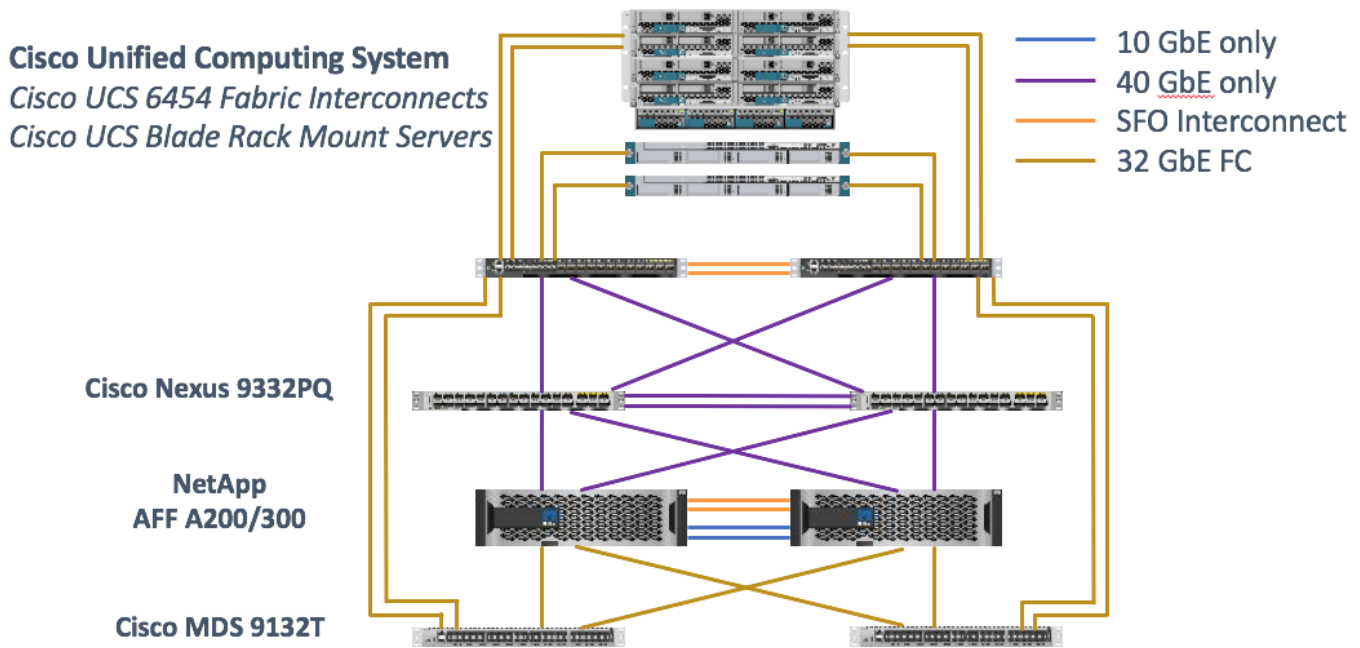 Cisco Unified Computing System
Cisco UCS 6454 Fabric Interconnects
Cisco UCS Blade Rack Mount Servers
10 GbE only
40 GbE only
SFO Interconnect
32 GbE FC
Cisco Nexus 9332PQ
NetApp
AFF A200/300
Cisco MDS 9132T